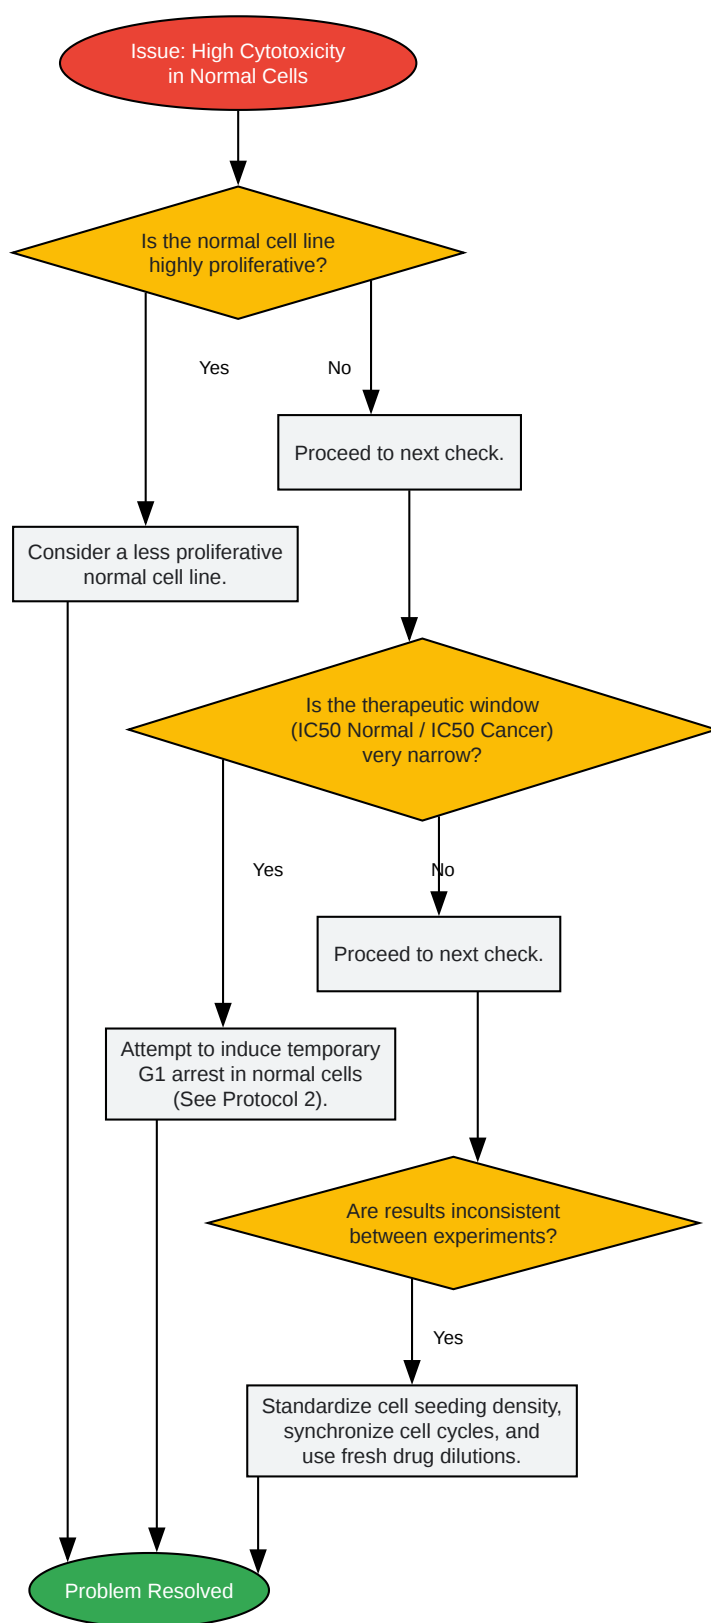 Issue: High Cytotoxicity
in Normal Cells
Is the normal cell line
highly proliferative?
Yes
No
Proceed to next check.
Consider a less proliferative
normal cell line.
Is the therapeutic window
(IC50 Normal / IC50 Cancer)
very narrow?
Yes
No
Proceed to next check.
Attempt to induce temporary
G1 arrest in normal cells
(See Protocol 2).
Are results inconsistent
between experiments?
Yes
Standardize cell seeding density,
synchronize cell cycles, and
use fresh drug dilutions.
Problem Resolved